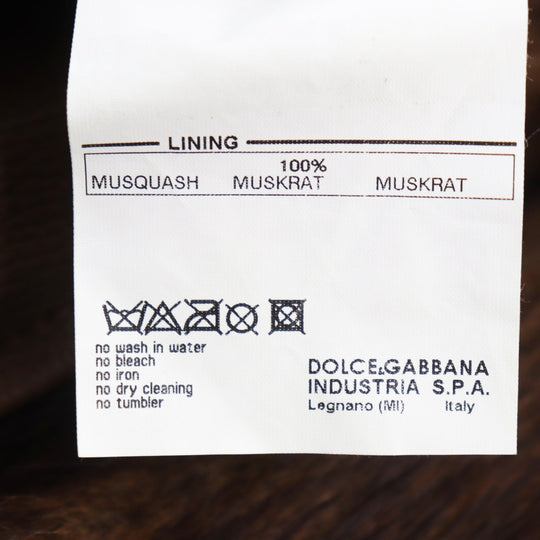 LINING
100%
MUSQUASH MUSKRAT MUSKRAT
no wash in water
no bleach
no iron
no dry cleaning
no tumbler
DOLCE&GABBANA
INDUSTRIA S.P.A.
Legnano (MI) Italy